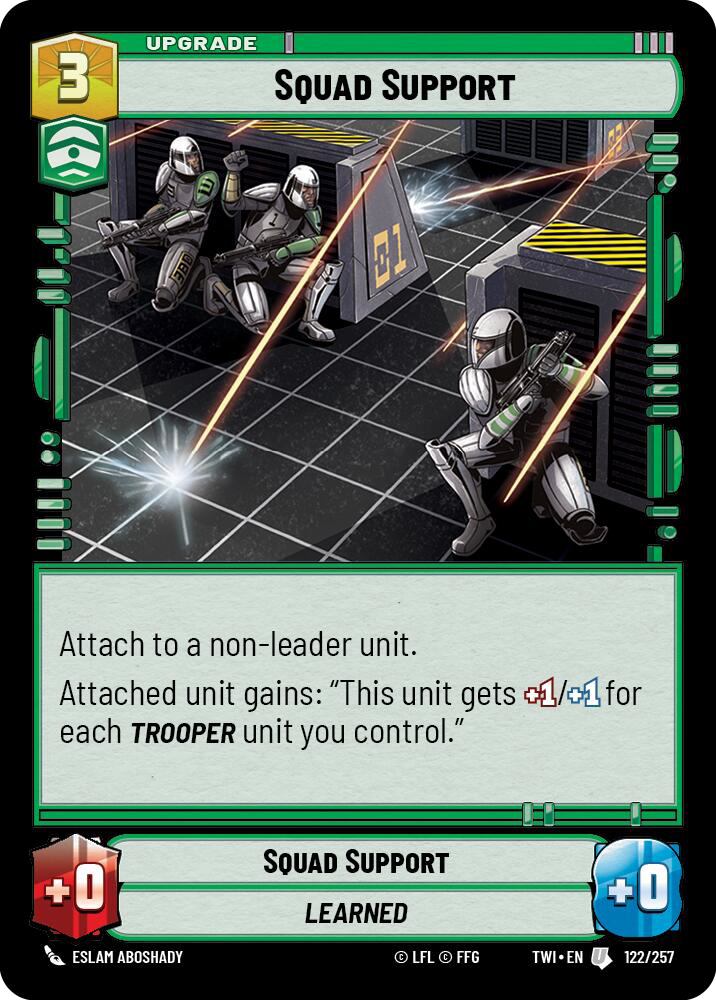 UPGRADE
3
SQUAD SUPPORT
01
Attach to a non-leader unit.
Attached unit gains: “This unit gets +1/+1 for
each TROOPER unit you control.”
+0
SQUAD SUPPORT
+0
LEARNED
ESLAM ABOSHADY
© LFL © FFG
TWI • EN
U
122/257